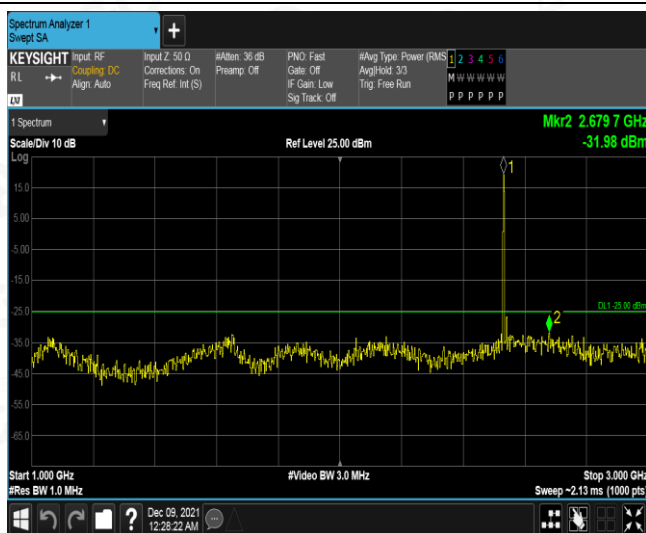 Spectrum Analyzer 1
Swept SA
+
KEYSIGHT
RL
LXI
Input: RF
Coupling: DC
Align: Auto
Input Z: 50 Ω
Corrections: On
Freq Ref: Int (S)
#Atten: 36 dB
Preamp: Off
PNO: Fast
Gate: Off
IF Gain: Low
Sig Track: Off
#Avg Type: Power (RMS
Avg|Hold: 3/3
Trig: Free Run
1 2 3 4 5 6
M W W W W W
P P P P P P
1 Spectrum
Mkr2 2.679 7 GHz
-31.98 dBm
Scale/Div 10 dB
Ref Level 25.00 dBm
Log
15.0
5.00
-5.00
-15.0
-25.0
-35.0
-45.0
-55.0
-65.0
1
2
DL1 -25.00 dBm
Start 1.000 GHz
#Res BW 1.0 MHz
#Video BW 3.0 MHz
Stop 3.000 GHz
Sweep ~2.13 ms (1000 pts)
?
Dec 09, 2021
12:28:22 AM